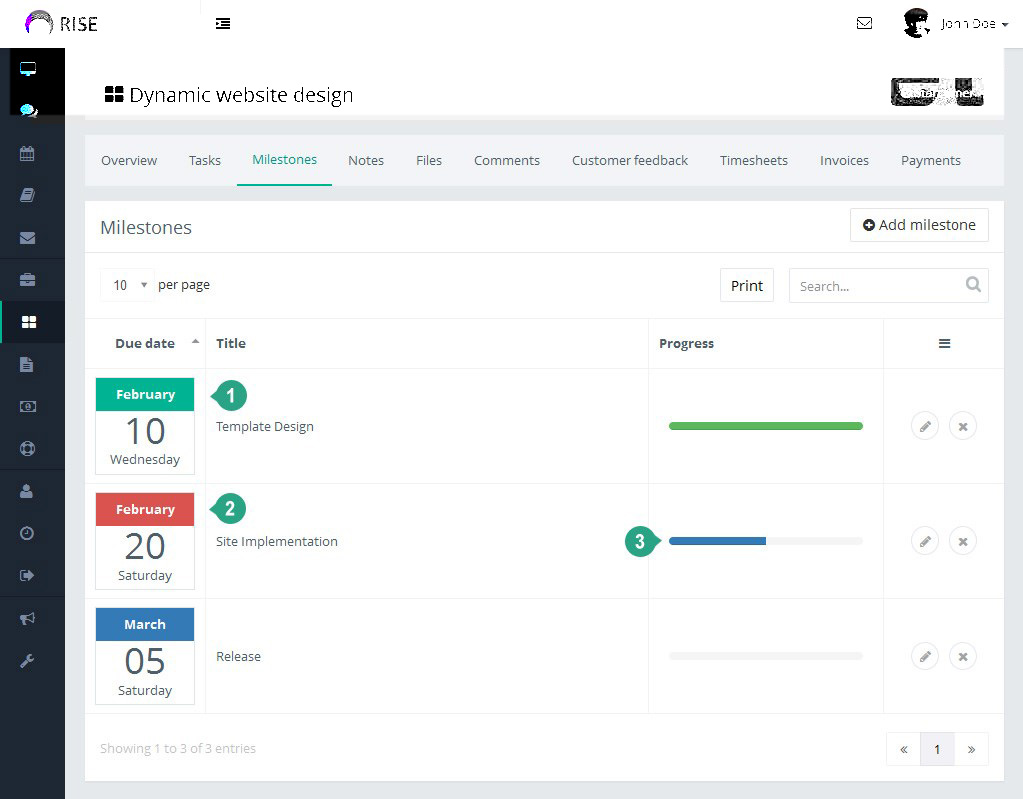 RISE
John Doe
Dynamic website design
Overview Tasks Milestones Notes Files Comments Customer feedback Timesheets Invoices Payments
Milestones
Add milestone
10 per page
Print
Search...
Due date Title Progress
February
1
10
Template Design
Wednesday
February
2
20
Site Implementation
3
Saturday
March
05
Release
Saturday
Showing 1 to 3 of 3 entries
« 1 »